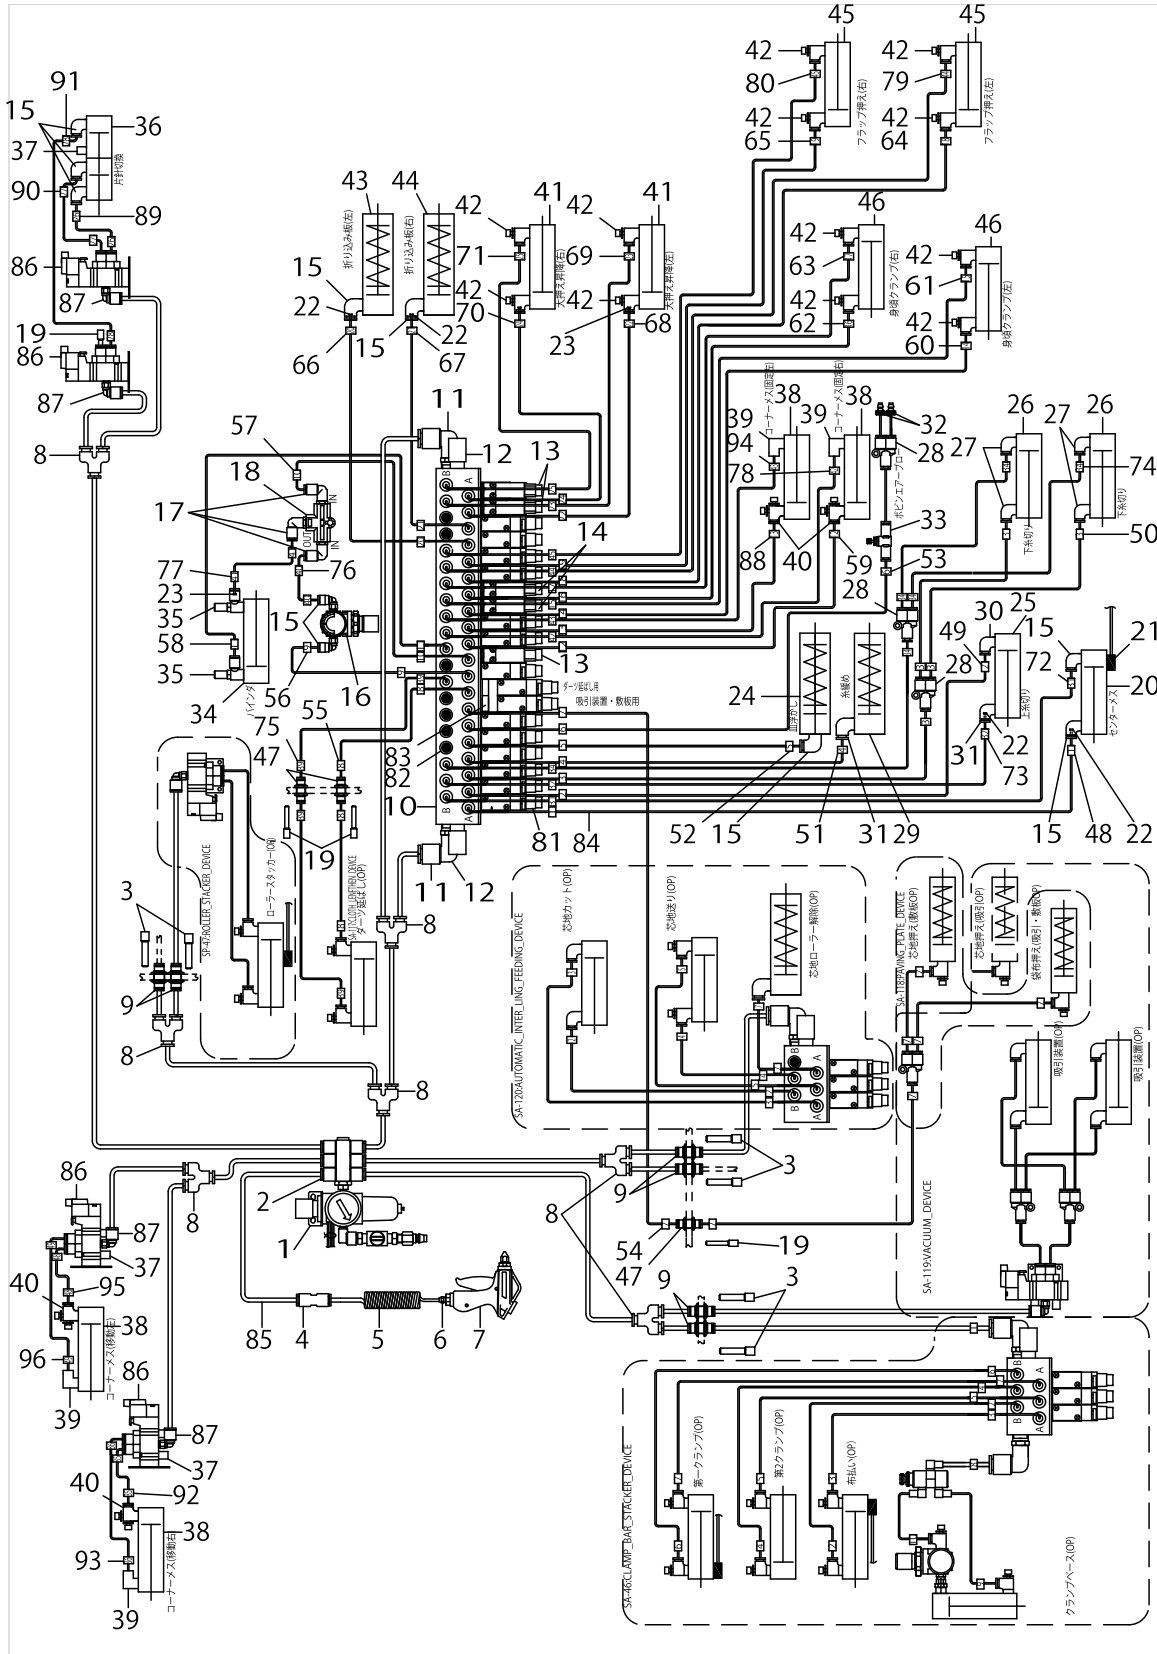 45 45
42 42
80 79
42 42
65 64
フラップ押え(右) フラップ押え(左)
91
15
36
37
片針切換
90
89
86
87
19
86
87
8
43 44 41 41
折り込み板(左) 折り込み板(右)
42 42
71 69
15
22 22
42 42
70 68
大押え昇降(右) 大押え昇降(左)
66 15 67 23
46 46
42 42
63 61
42 42
62 60
身頃クランプ(右) 身頃クランプ(左)
コーナーメス(固定左) コーナーメス(固定右)
11
12
13
14
13
38 38
39 39
94 78
88 40 59
32
28
ボビンエアーブロー
33
53
28
26 26
27 27
74
50
下糸切り 下糸切り
57
18
17
IN
OUT
IN
77
23
35
58
35
34
バインダ
76
15
56
16
B A
ダーツ延ばし用
吸引装置・敷板用
24
皿浮かし
糸緩め
30 25 15 21
49 72
28 20
上糸切り センターメス
31 22 73
52 15 51 31 29 15 48 22
75 55
47
83
82
10
B A
81 84
19
11 12
8
3
SP-47:ROLLER_STACKER_DEVICE
ローラースタッカー(OP)
ダーツ延ばし(OP)
9
8
8
SA-120:AUTOMATIC_INTER_LING_FEEDING_DEVICE
芯地カット(OP) 芯地送り(OP) 芯地ローラー解除(OP)
B A
B A
SA-118:PAVING_PLATE_DEVICE
芯地押え(敷板OP) 芯地押え(吸引OP)
袋布押え(吸引・敷板OP)
吸引装置(OP) 吸引装置(OP)
SA-119:VACUUM_DEVICE
2
1
3
9
8
54
47
19
86
8
87
37
40 95
38
96
39
コーナーメス(移動左)
85 4 5 6 7
9 3
3
86
87
37
40 92
38
93
39
コーナーメス(移動右)
SA-46:CLAMP_BAR_STACKER_DEVICE
第一クランプ(OP) 第2クランプ(OP) 布払い(OP)
B A
B A
クランプベース(OP)